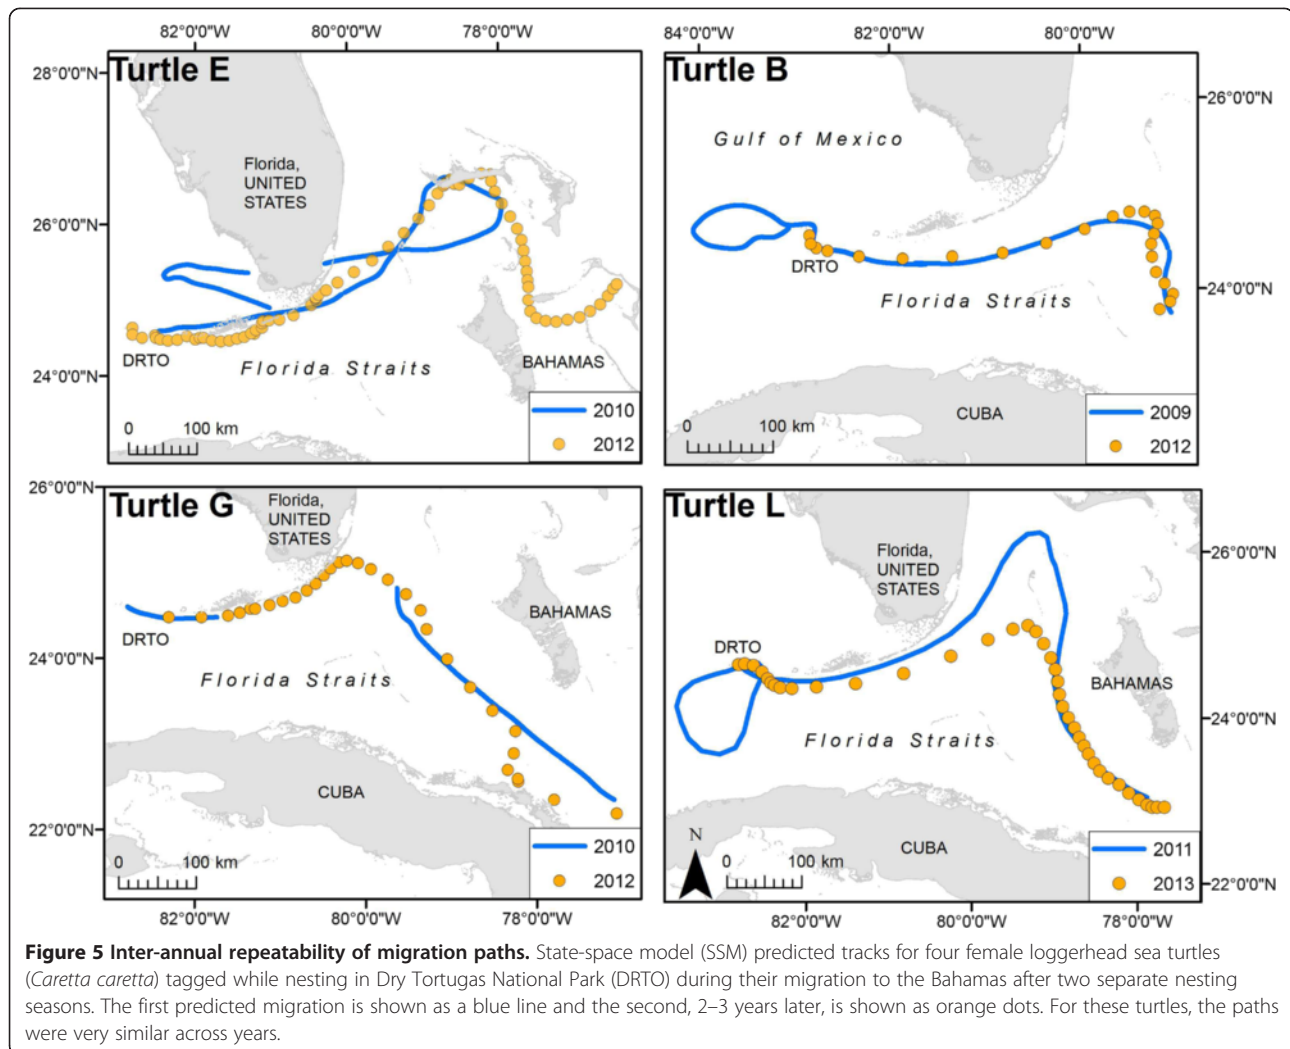 82°0'0"W 80°0'0"W 78°0'0"W
Turtle E
28°0'0"N
26°0'0"N
24°0'0"N
Florida,
UNITED
STATES
DRTO
Florida Straits
BAHAMAS
0 100 km
2010
2012
84°0'0"W 82°0'0"W 80°0'0"W
Turtle B
26°0'0"N
24°0'0"N
Gulf of Mexico
DRTO
Florida Straits
CUBA
0 100 km
2009
2012
Turtle G
26°0'0"N
24°0'0"N
22°0'0"N
Florida,
UNITED
STATES
DRTO
BAHAMAS
Florida Straits
CUBA
0 100 km
2010
2012
82°0'0"W 80°0'0"W 78°0'0"W
Turtle L
26°0'0"N
24°0'0"N
22°0'0"N
Florida,
UNITED
STATES
DRTO
BAHAMAS
Florida Straits
CUBA
N
0 100 km
2011
2013
82°0'0"W 80°0'0"W 78°0'0"W
Figure 5 Inter-annual repeatability of migration paths. State-space model (SSM) predicted tracks for four female loggerhead sea turtles
(Caretta caretta) tagged while nesting in Dry Tortugas National Park (DRTO) during their migration to the Bahamas after two separate nesting
seasons. The first predicted migration is shown as a blue line and the second, 2–3 years later, is shown as orange dots. For these turtles, the paths
were very similar across years.